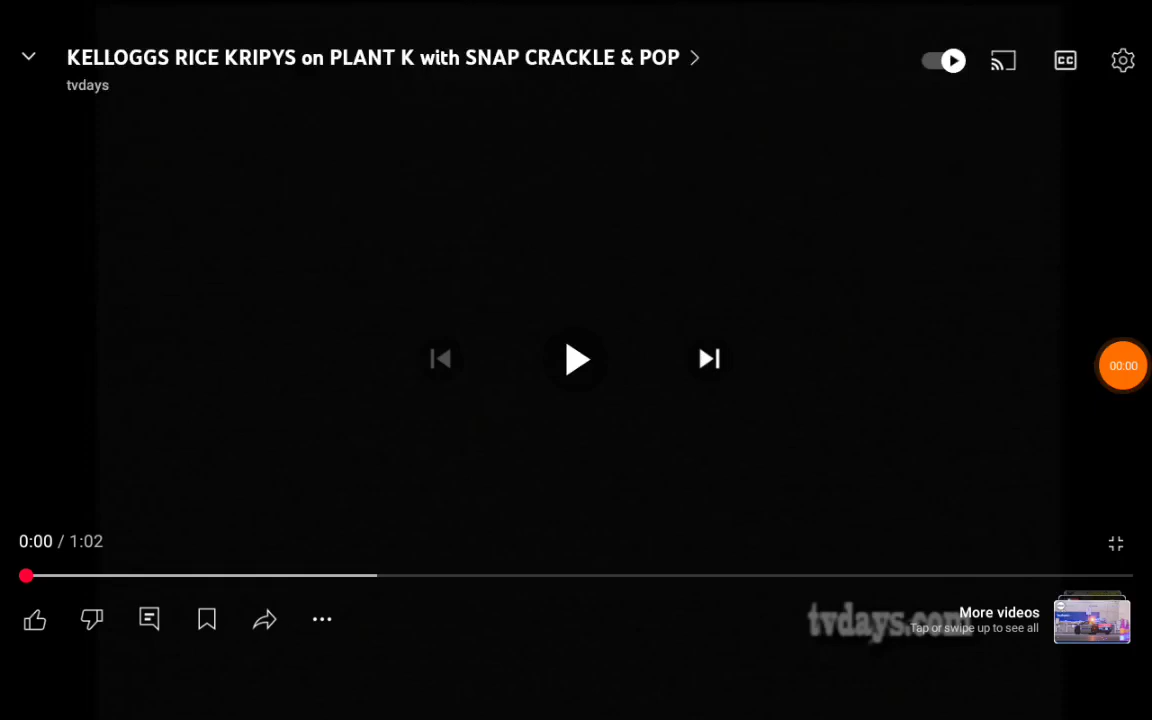 KELLOGGS RICE KRIPYS on PLANT K with SNAP CRACKLE & POP
tvdays
CC
00:00
0:00 / 1:02
tvdays.com
More videos
Tap or swipe up to see all